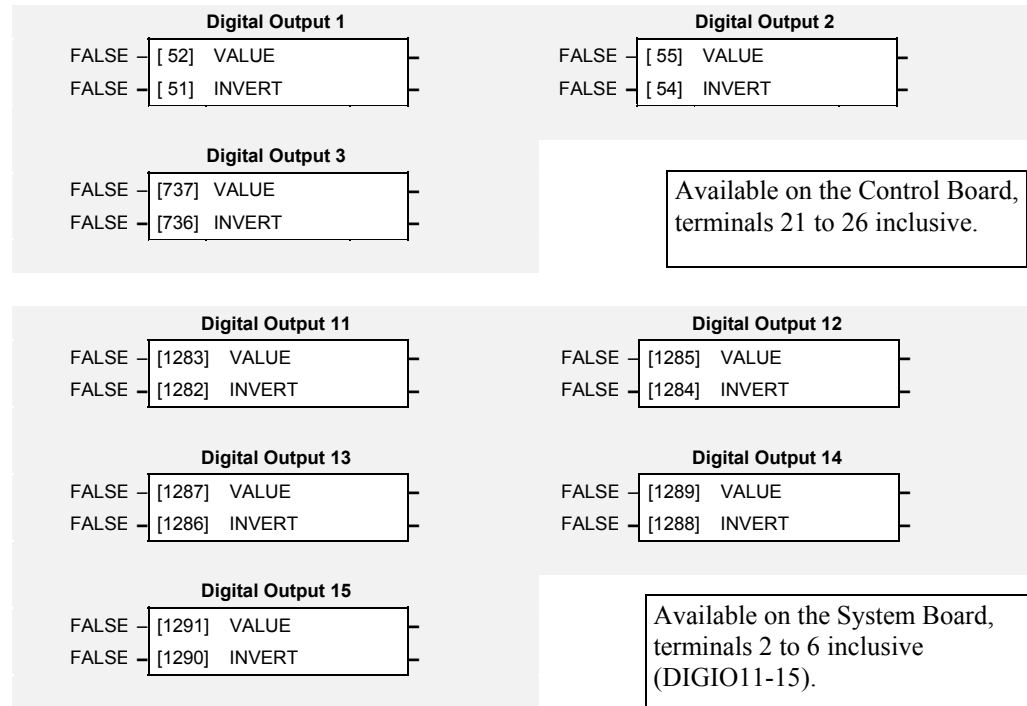 Digital Output 1
FALSE – [ 52] VALUE –
FALSE – [ 51] INVERT –
Digital Output 2
FALSE – [ 55] VALUE –
FALSE – [ 54] INVERT –
Digital Output 3
FALSE – [737] VALUE –
FALSE – [736] INVERT –
Available on the Control Board,
terminals 21 to 26 inclusive.
Digital Output 11
FALSE – [1283] VALUE –
FALSE – [1282] INVERT –
Digital Output 12
FALSE – [1285] VALUE –
FALSE – [1284] INVERT –
Digital Output 13
FALSE – [1287] VALUE –
FALSE – [1286] INVERT –
Digital Output 14
FALSE – [1289] VALUE –
FALSE – [1288] INVERT –
Digital Output 15
FALSE – [1291] VALUE –
FALSE – [1290] INVERT –
Available on the System Board,
terminals 2 to 6 inclusive
(DIGIO11-15).